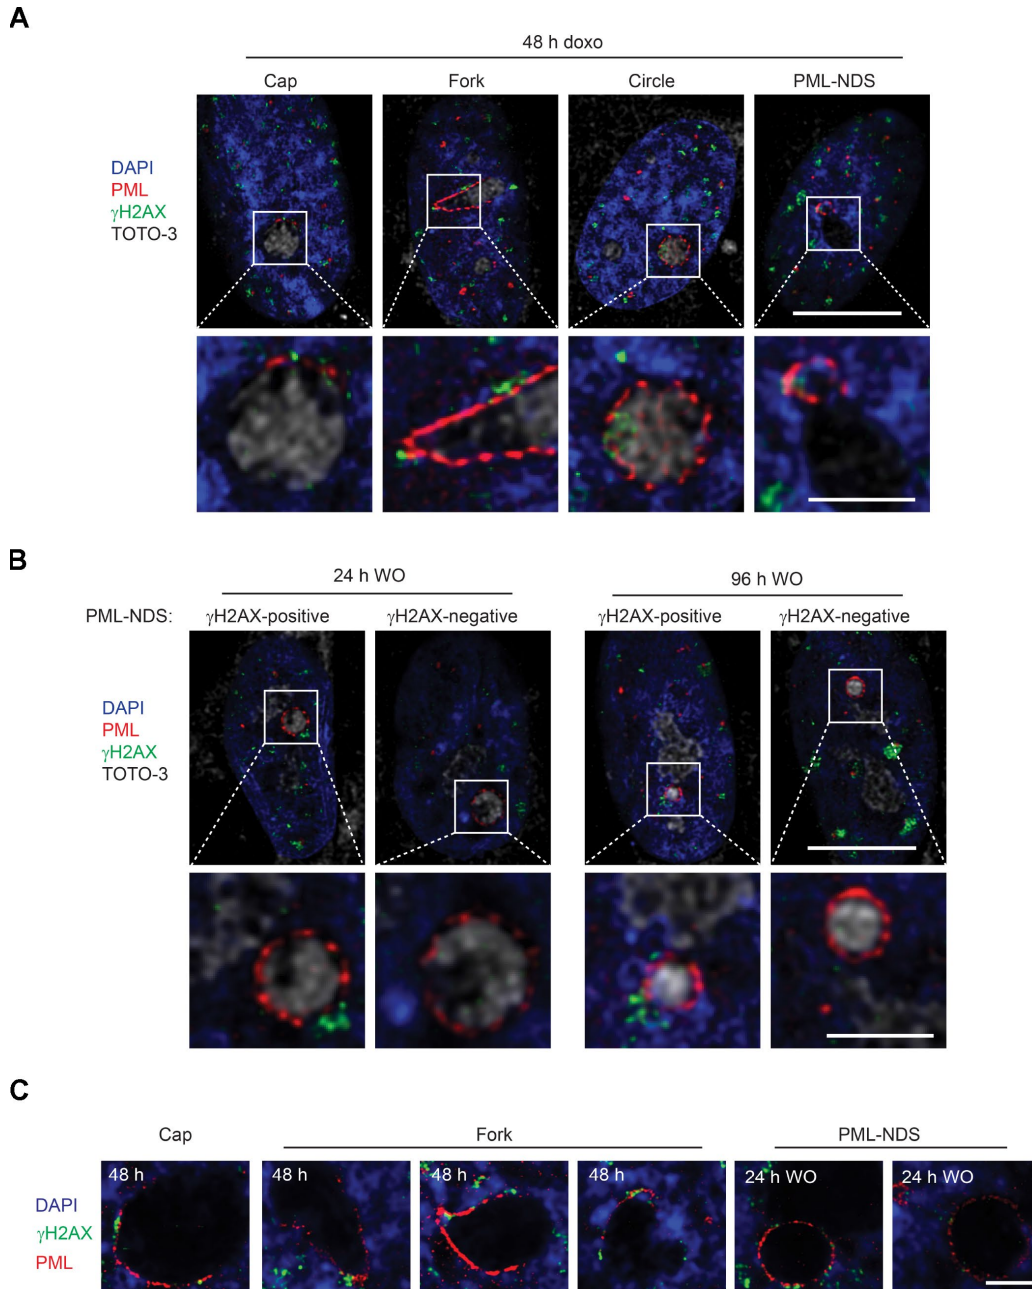 A
48 h doxo
Cap Fork Circle PML-NDS
DAPI
PML
γH2AX
TOTO-3
B
24 h WO 96 h WO
PML-NDS: γH2AX-positive γH2AX-negative γH2AX-positive γH2AX-negative
DAPI
PML
γH2AX
TOTO-3
C
Cap Fork PML-NDS
48 h 48 h 48 h 48 h 24 h WO 24 h WO
DAPI
γH2AX
PML